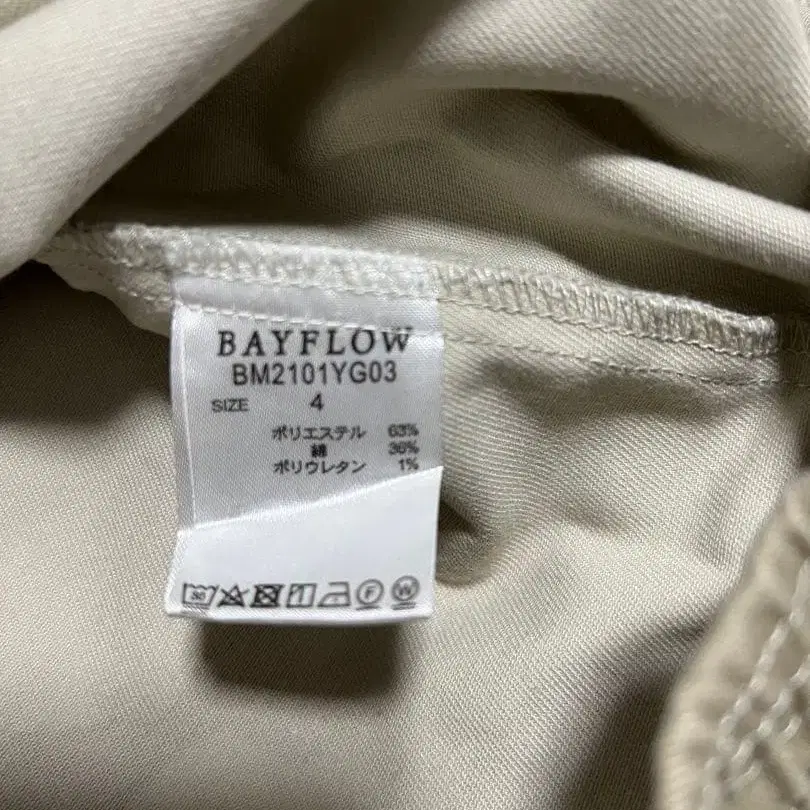 BAYFLOW
BM2101YG03
SIZE 4
ポリエステル 63%
綿 36%
ポリウレタン 1%
F W